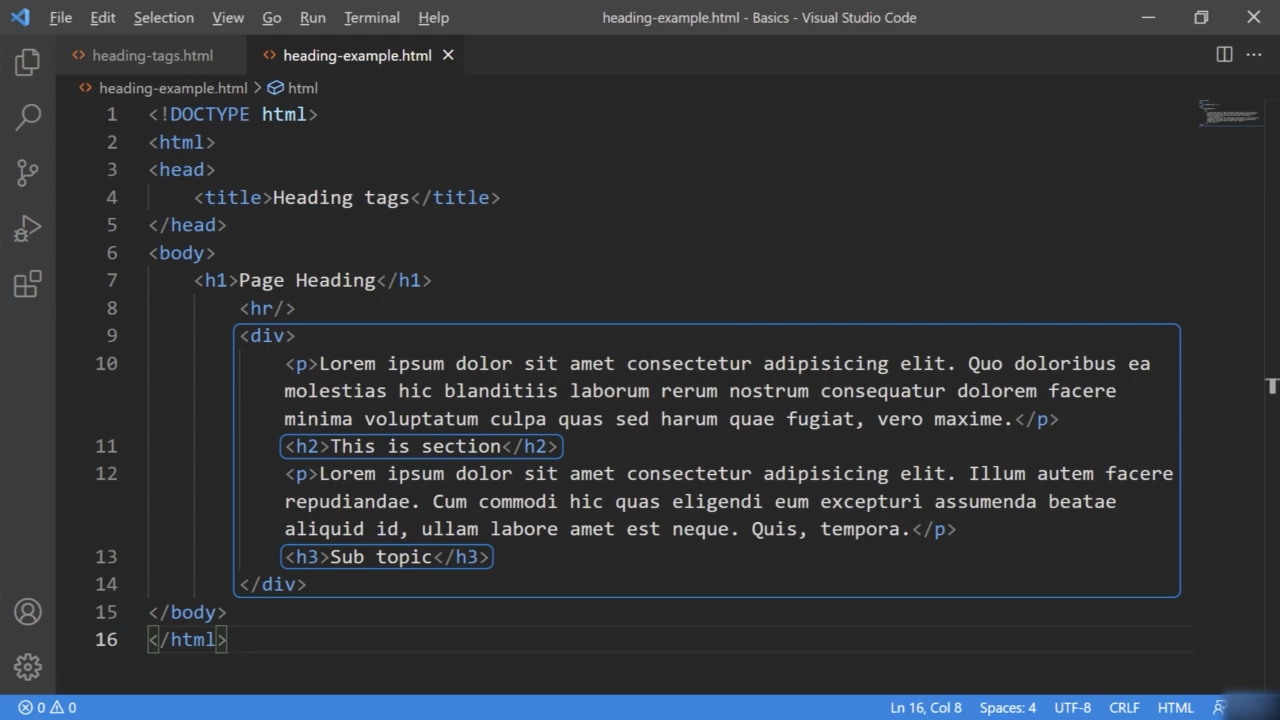 File Edit Selection View Go Run Terminal Help heading-example.html - Basics - Visual Studio Code
heading-tags.html heading-example.html
heading-example.html > html
1 <!DOCTYPE html>
2 <html>
3 <head>
4 <title>Heading tags</title>
5 </head>
6 <body>
7 <h1>Page Heading</h1>
8 <hr/>
9 <div>
10 <p>Lorem ipsum dolor sit amet consectetur adipisicing elit. Quo doloribus ea
molestias hic blanditiis laborum rerum nostrum consequatur dolorem facere
minima voluptatum culpa quas sed harum quae fugiat, vero maxime.</p>
11 <h2>This is section</h2>
12 <p>Lorem ipsum dolor sit amet consectetur adipisicing elit. Illum autem facere
repudiandae. Cum commodi hic quas eligendi eum excepturi assumenda beatae
aliquid id, ullam labore amet est neque. Quis, tempora.</p>
13 <h3>Sub topic</h3>
14 </div>
15 </body>
16 </html>
0 0 Ln 16, Col 8 Spaces: 4 UTF-8 CRLF HTML